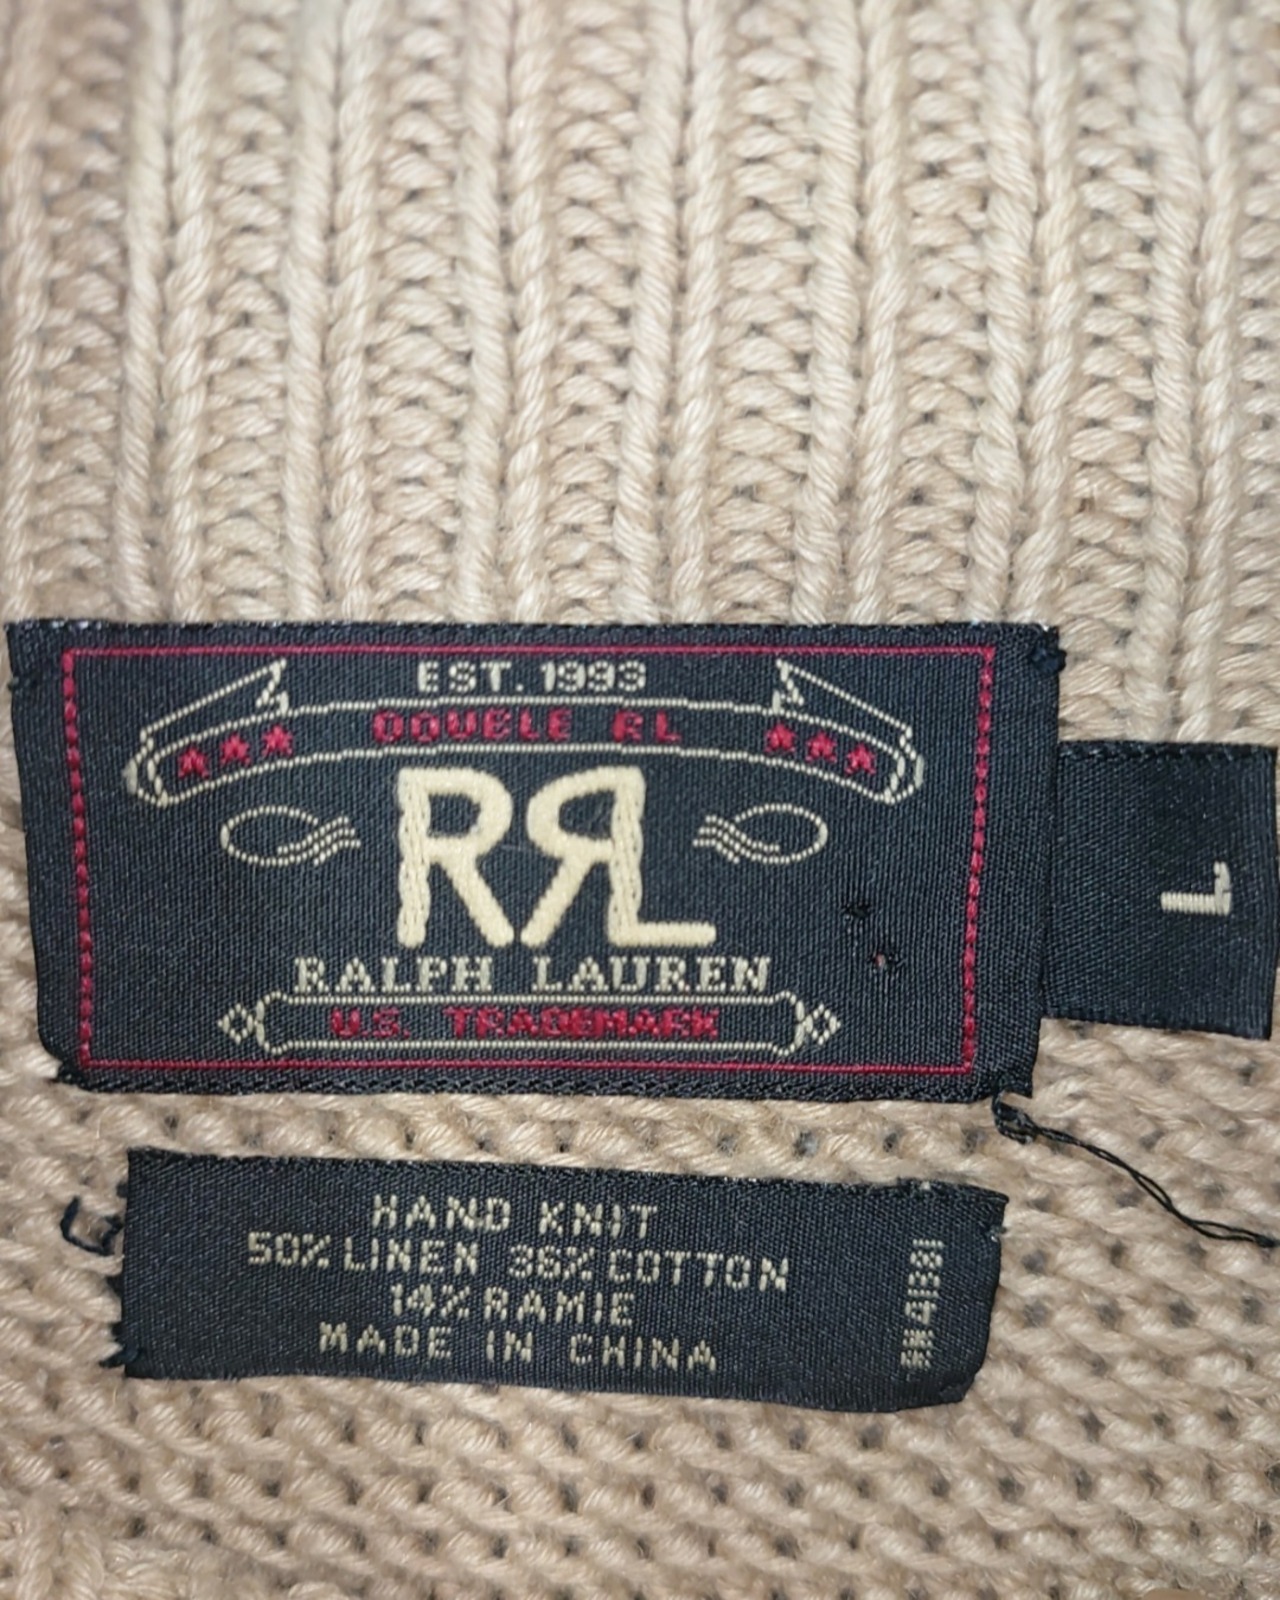 EST. 1993
DOUBLE RL
RRL
RALPH LAUREN
U.S. TRADEMARK
L
HAND KNIT
50% LINEN 36% COTTON
14% RAMIE
MADE IN CHINA